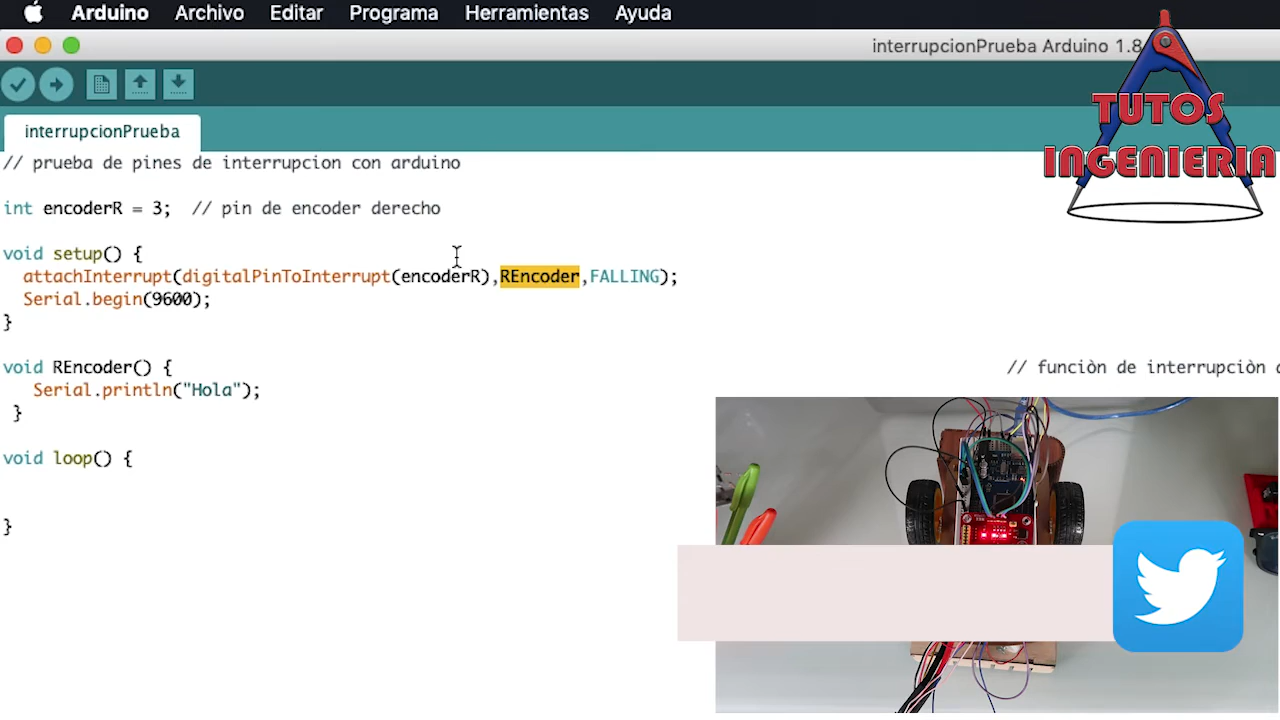 Arduino Archivo Editar Programa Herramientas Ayuda
interrupcionPrueba Arduino 1.8
TUTOS
INGENIERIA
interrupcionPrueba
// prueba de pines de interrupcion con arduino
int encoderR = 3; // pin de encoder derecho
void setup() {
attachInterrupt(digitalPinToInterrupt(encoderR),REncoder,FALLING);
Serial.begin(9600);
}
void REncoder() { // funciòn de interrupciòn
Serial.println("Hola");
}
void loop() {
}